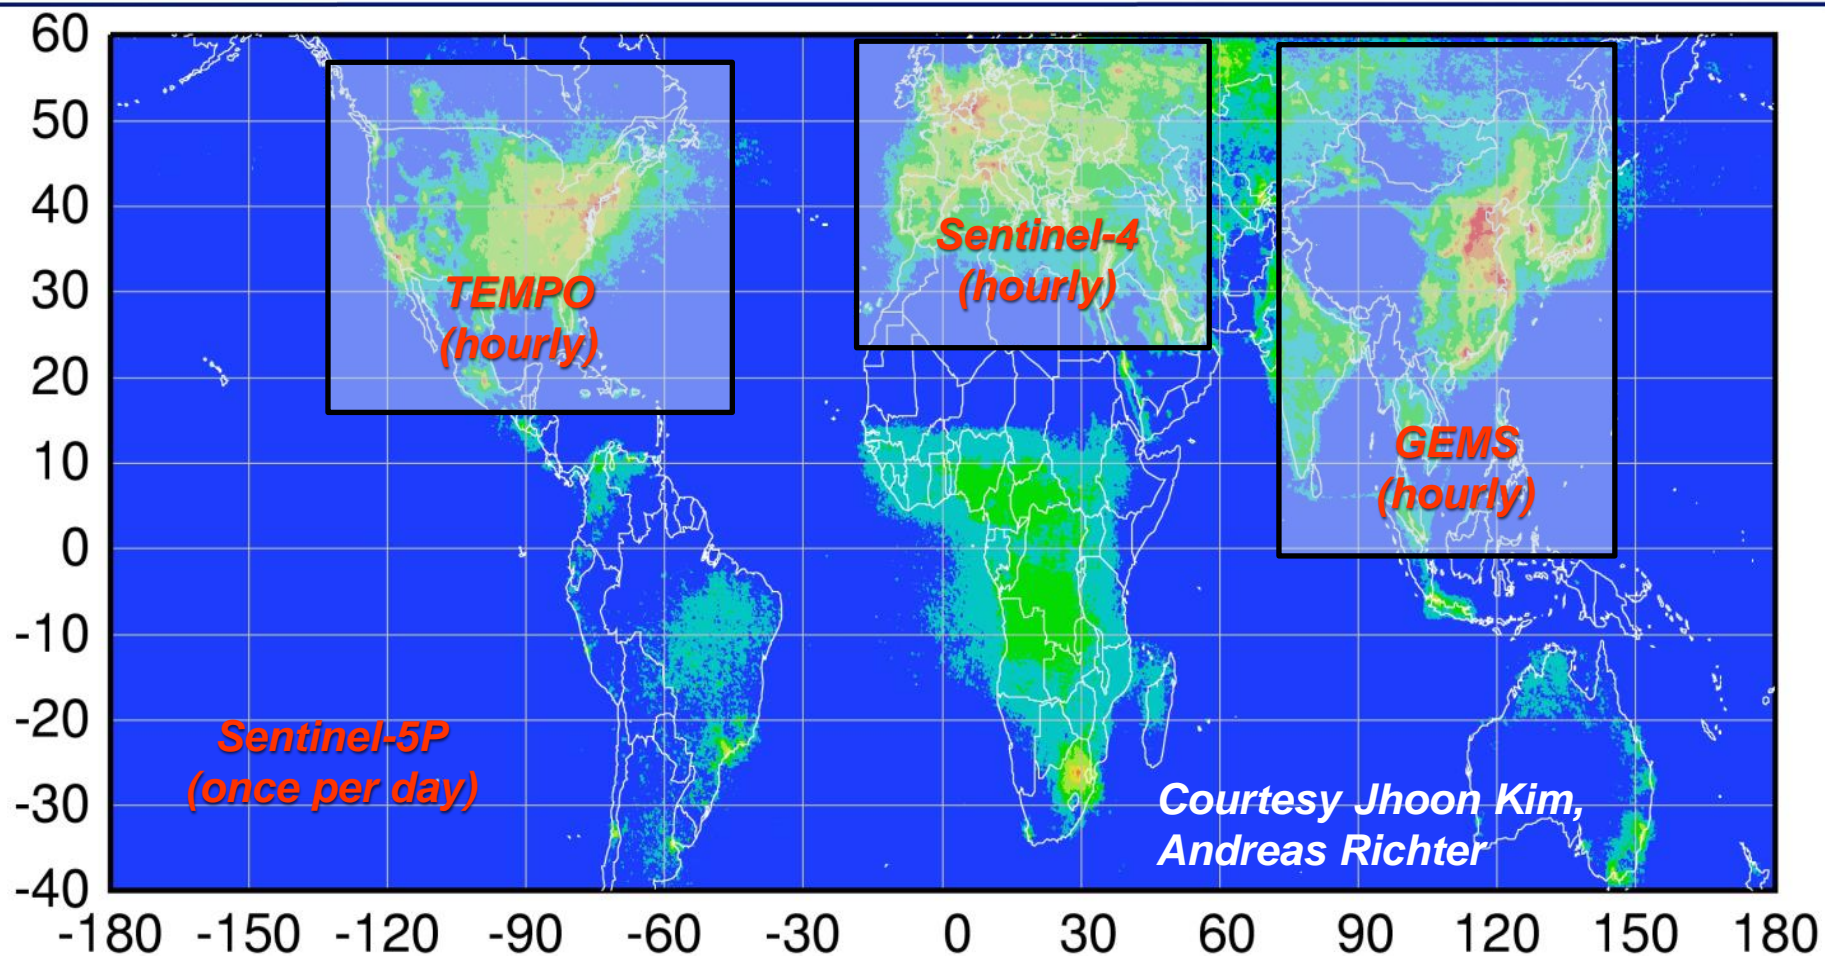 60
50
40
30
20
10
0
-10
-20
-30
-40
TEMPO
(hourly)
Sentinel-4
(hourly)
GEMS
(hourly)
Sentinel-5P
(once per day)
Courtesy Jhoon Kim,
Andreas Richter
-180 -150 -120 -90 -60 -30 0 30 60 90 120 150 180